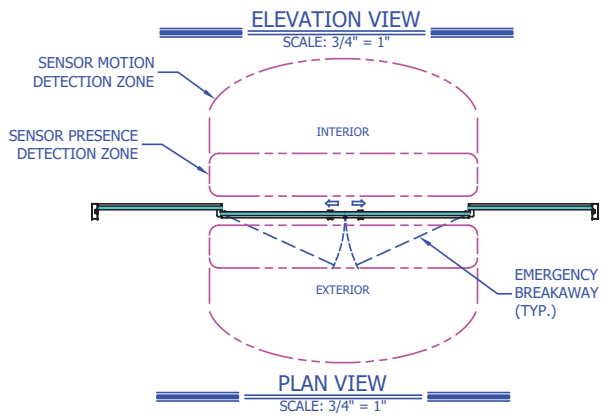 ELEVATION VIEW
SCALE: 3/4" = 1"
SENSOR MOTION
DETECTION ZONE
INTERIOR
SENSOR PRESENCE
DETECTION ZONE
EMERGENCY
BREAKAWAY
(TYP.)
EXTERIOR
PLAN VIEW
SCALE: 3/4" = 1"